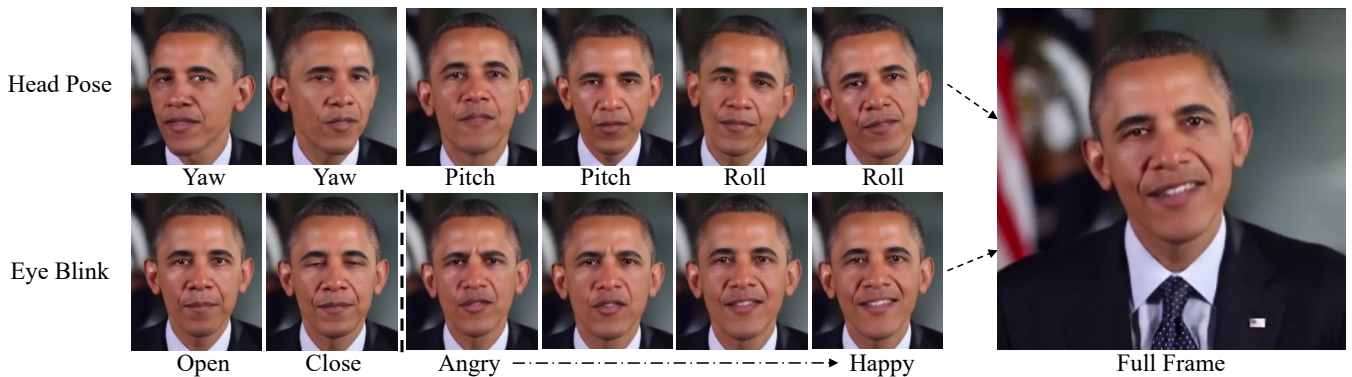 Head Pose
Yaw Yaw Pitch Pitch Roll Roll
Eye Blink
Open Close Angry Happy Full Frame